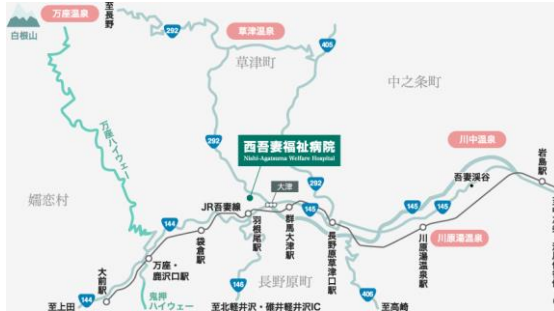 万座温泉
至長野
白根山
292
草津温泉
草津町
405
中之条町
万座ハイウェー
292
西吾妻福祉病院
Nishi-Agatsuma Welfare Hospital
川中温泉
岩島駅
吾妻渓谷
292
大津
嬬恋村
144
JR吾妻線
145
145
145
袋倉駅
羽根尾駅
群馬大津駅
長野原草津口駅
川原湯温泉駅
川原湯温泉
万座・
鹿沢口駅
大前駅
146
長野原町
144
至上田
鬼押
ハイウェー
至北軽井沢・碓井軽井沢IC
406
至高崎